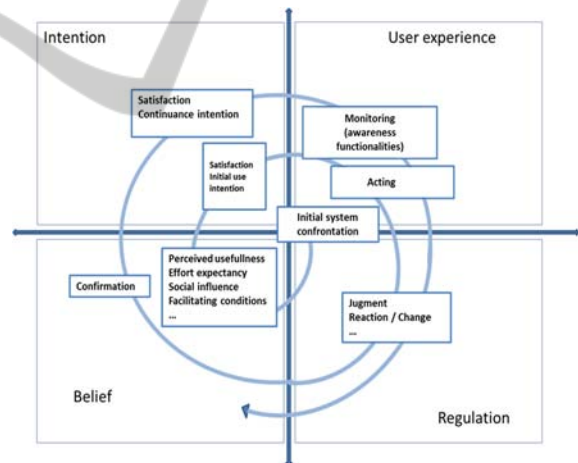 Intention
User experience
Satisfaction
Continuance intention
Monitoring
(awareness
functionalities)
Satisfaction
Initial use
intention
Acting
Initial system
confrontation
Perceived usefullness
Effort expectancy
Social influence
Facilitating conditions
...
Confirmation
Jugment
Reaction / Change
...
Belief
Regulation